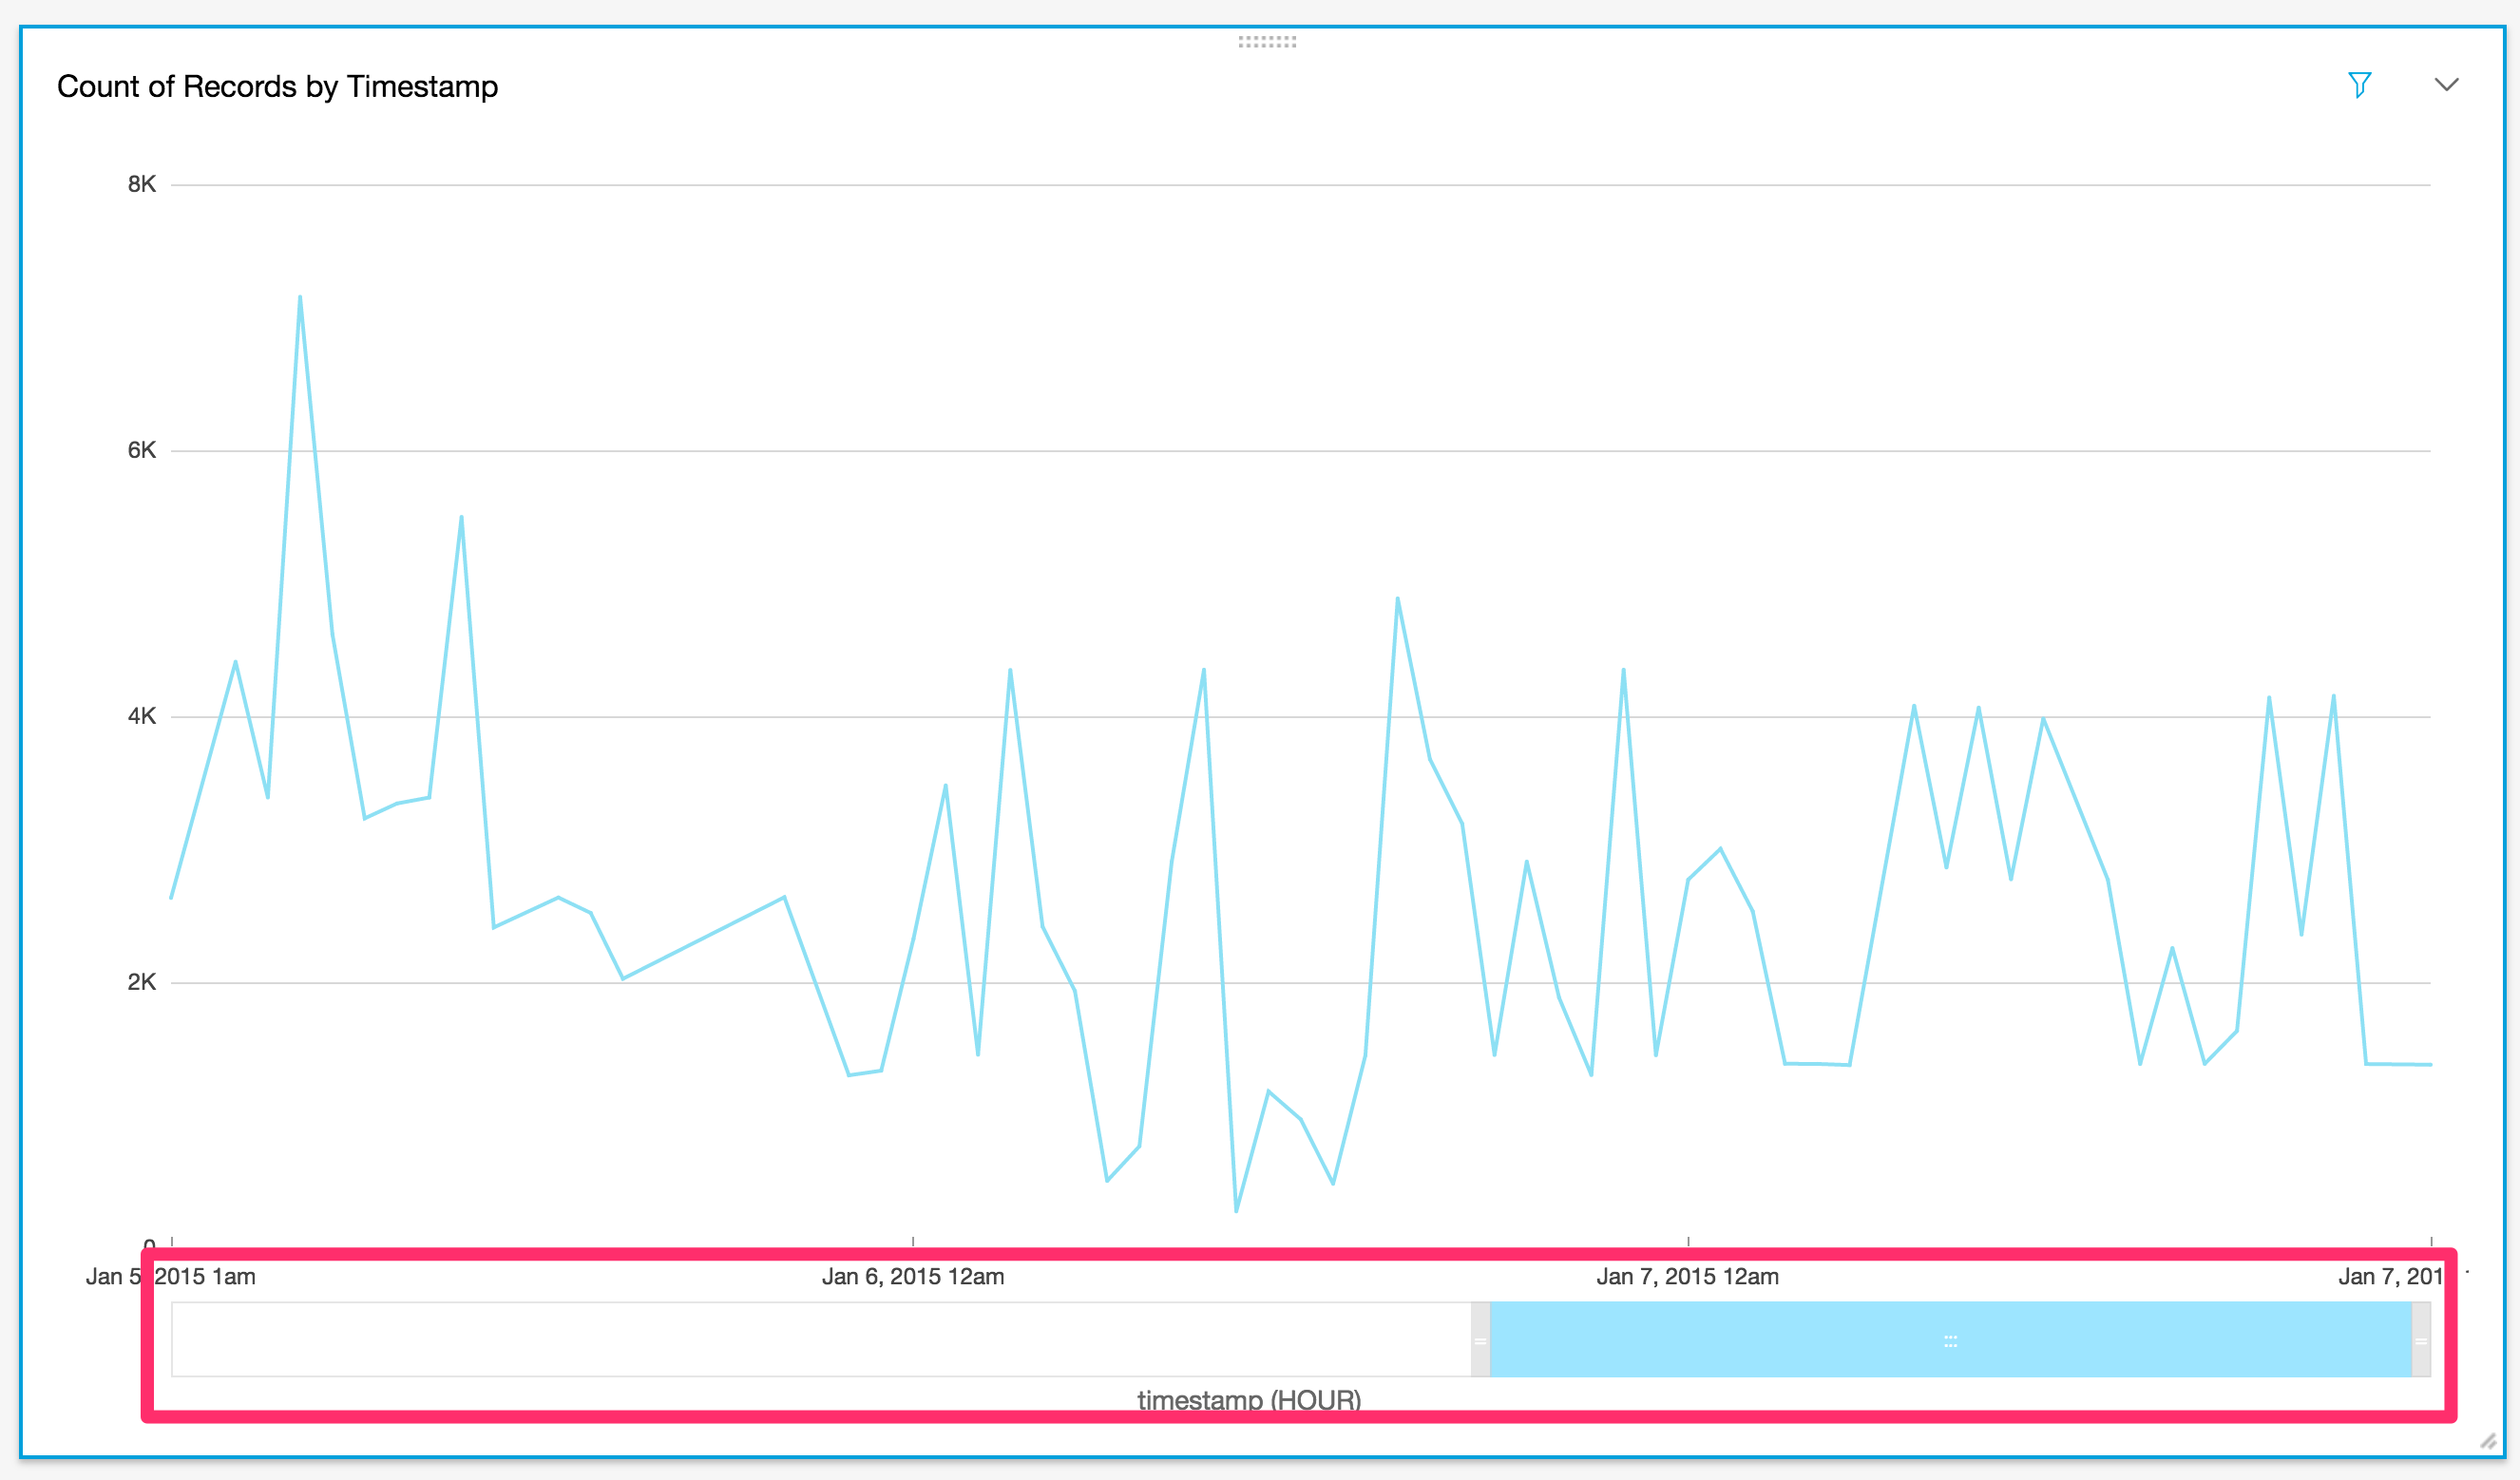 Count of Records by Timestamp
8K
6K
4K
2K
0
Jan 5, 2015 1am Jan 6, 2015 12am Jan 7, 2015 12am Jan 7, 201
timestamp (HOUR)